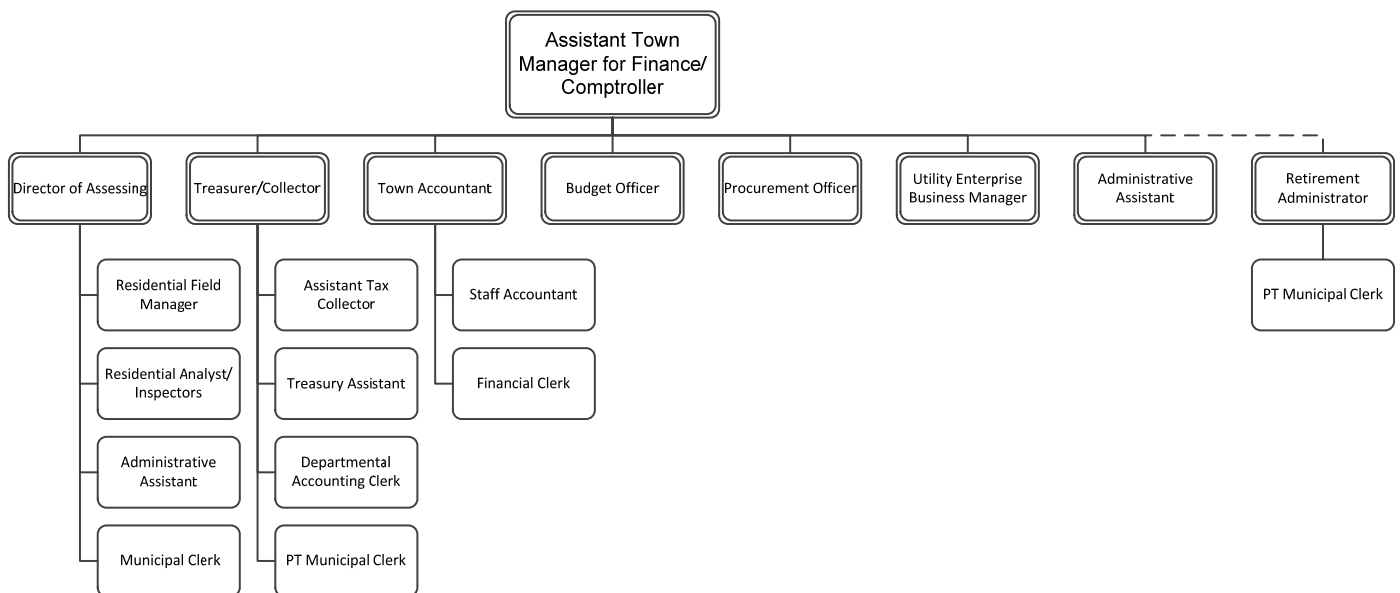 Assistant Town
Manager for Finance/
Comptroller
Director of Assessing
Treasurer/Collector
Town Accountant
Budget Officer
Procurement Officer
Utility Enterprise
Business Manager
Administrative
Assistant
Retirement
Administrator
Residential Field
Manager
Assistant Tax
Collector
Staff Accountant
PT Municipal Clerk
Residential Analyst/
Inspectors
Treasury Assistant
Financial Clerk
Administrative
Assistant
Departmental
Accounting Clerk
Municipal Clerk
PT Municipal Clerk